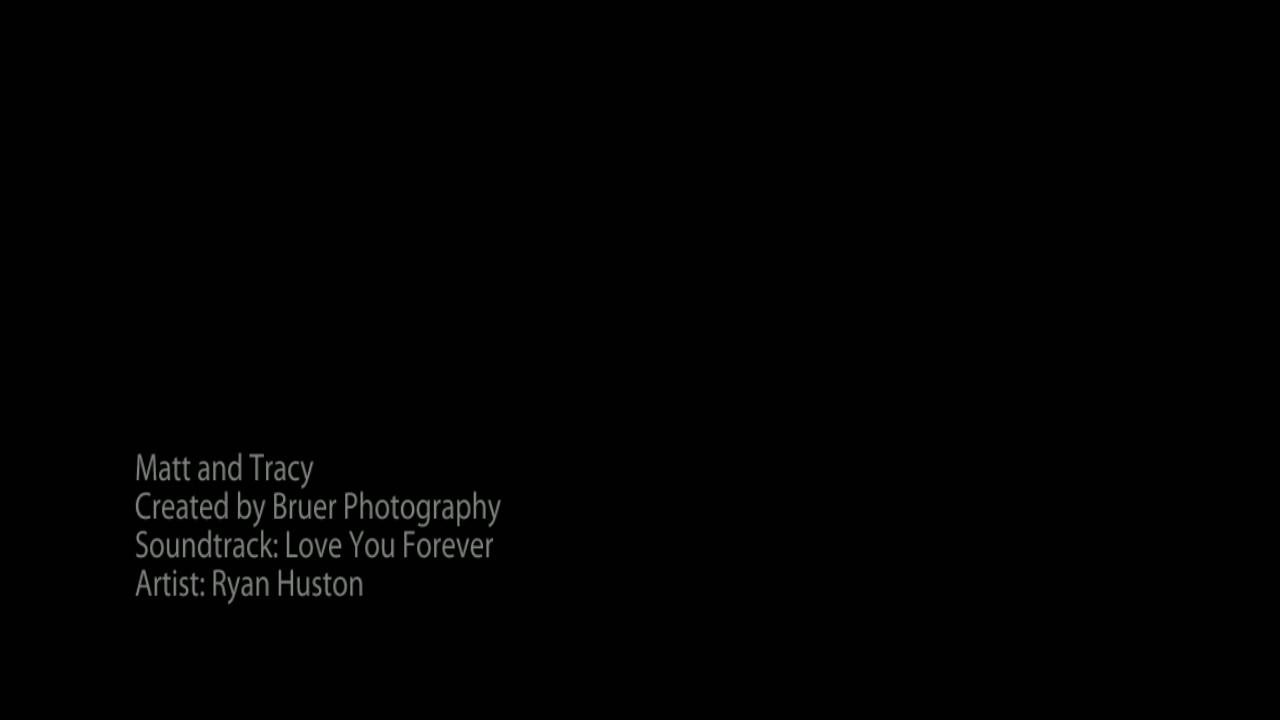 Matt and Tracy
Created by Bruer Photography
Soundtrack: Love You Forever
Artist: Ryan Huston